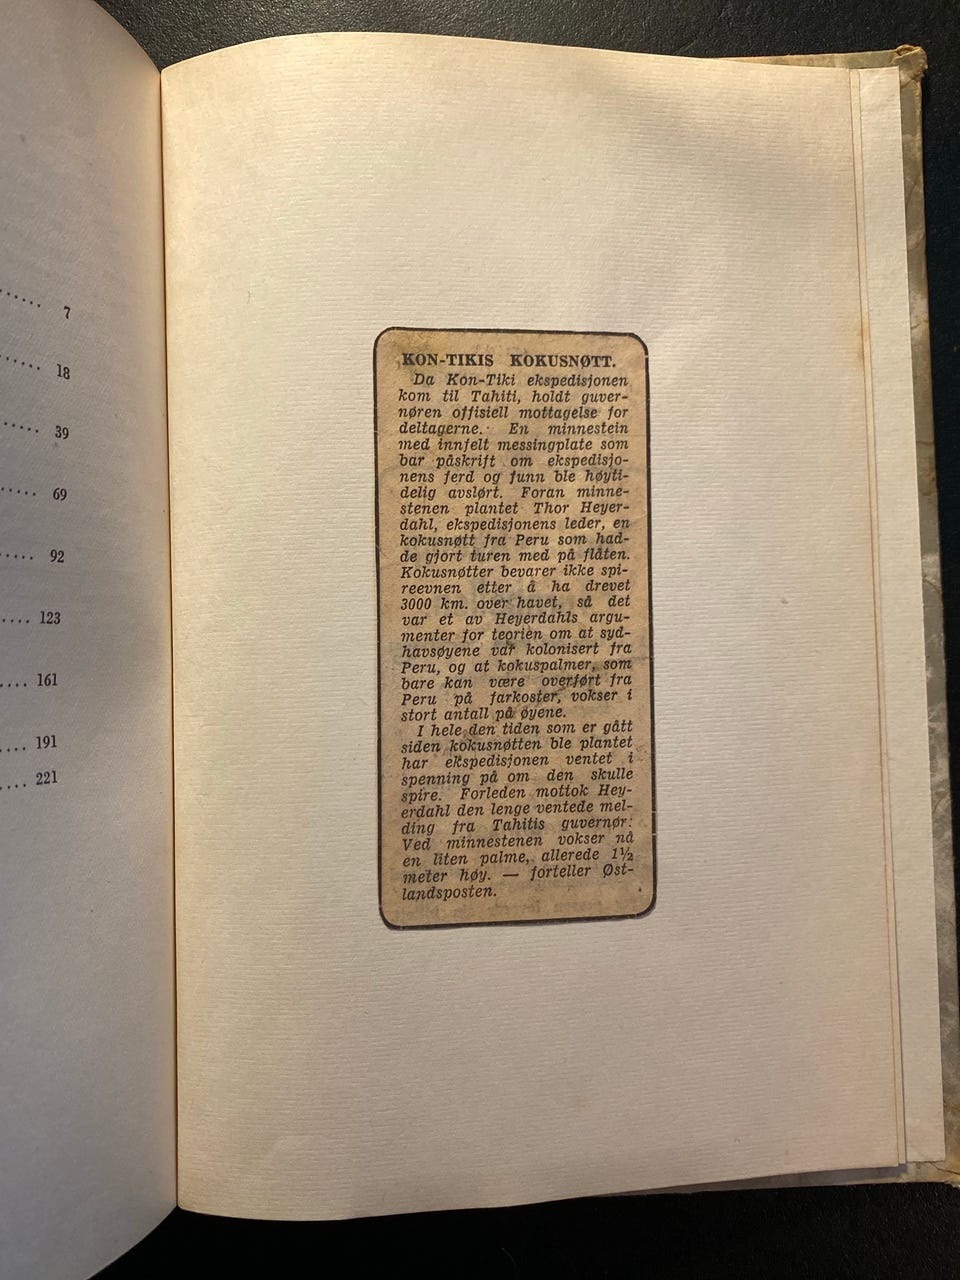 ........ 7
........ 18
........ 39
........ 69
........ 92
........ 123
........ 161
........ 191
........ 221
KON-TIKIS KOKUSNØTT.
Da Kon-Tiki ekspedisjonen
kom til Tahiti, holdt guver-
nøren offisiell mottagelse for
deltagerne. En minnestein
med innfelt messingplate som
bar påskrift om ekspedisjo-
nens ferd og funn ble høyti-
delig avslørt. Foran minne-
stenen plantet Thor Heyer-
dahl, ekspedisjonens leder, en
kokusnøtt fra Peru som had-
de gjort turen med på flåten.
Kokusnøtter bevarer ikke spi-
reevnen etter å ha drevet
3000 km. over havet, så det
var et av Heyerdahls argu-
menter for teorien om at syd-
havsøyene var kolonisert fra
Peru, og at kokuspalmer, som
bare kan være overført fra
Peru på farkoster, vokser i
stort antall på øyene.
I hele den tiden som er gått
siden kokusnøtten ble plantet
har ekspedisjonen ventet i
spenning på om den skulle
spire. Forleden mottok Hey-
erdahl den lenge ventede mel-
ding fra Tahitis guvernør:
Ved minnestenen vokser nå
en liten palme, allerede 1½
meter høy. — forteller Øst-
landsposten.